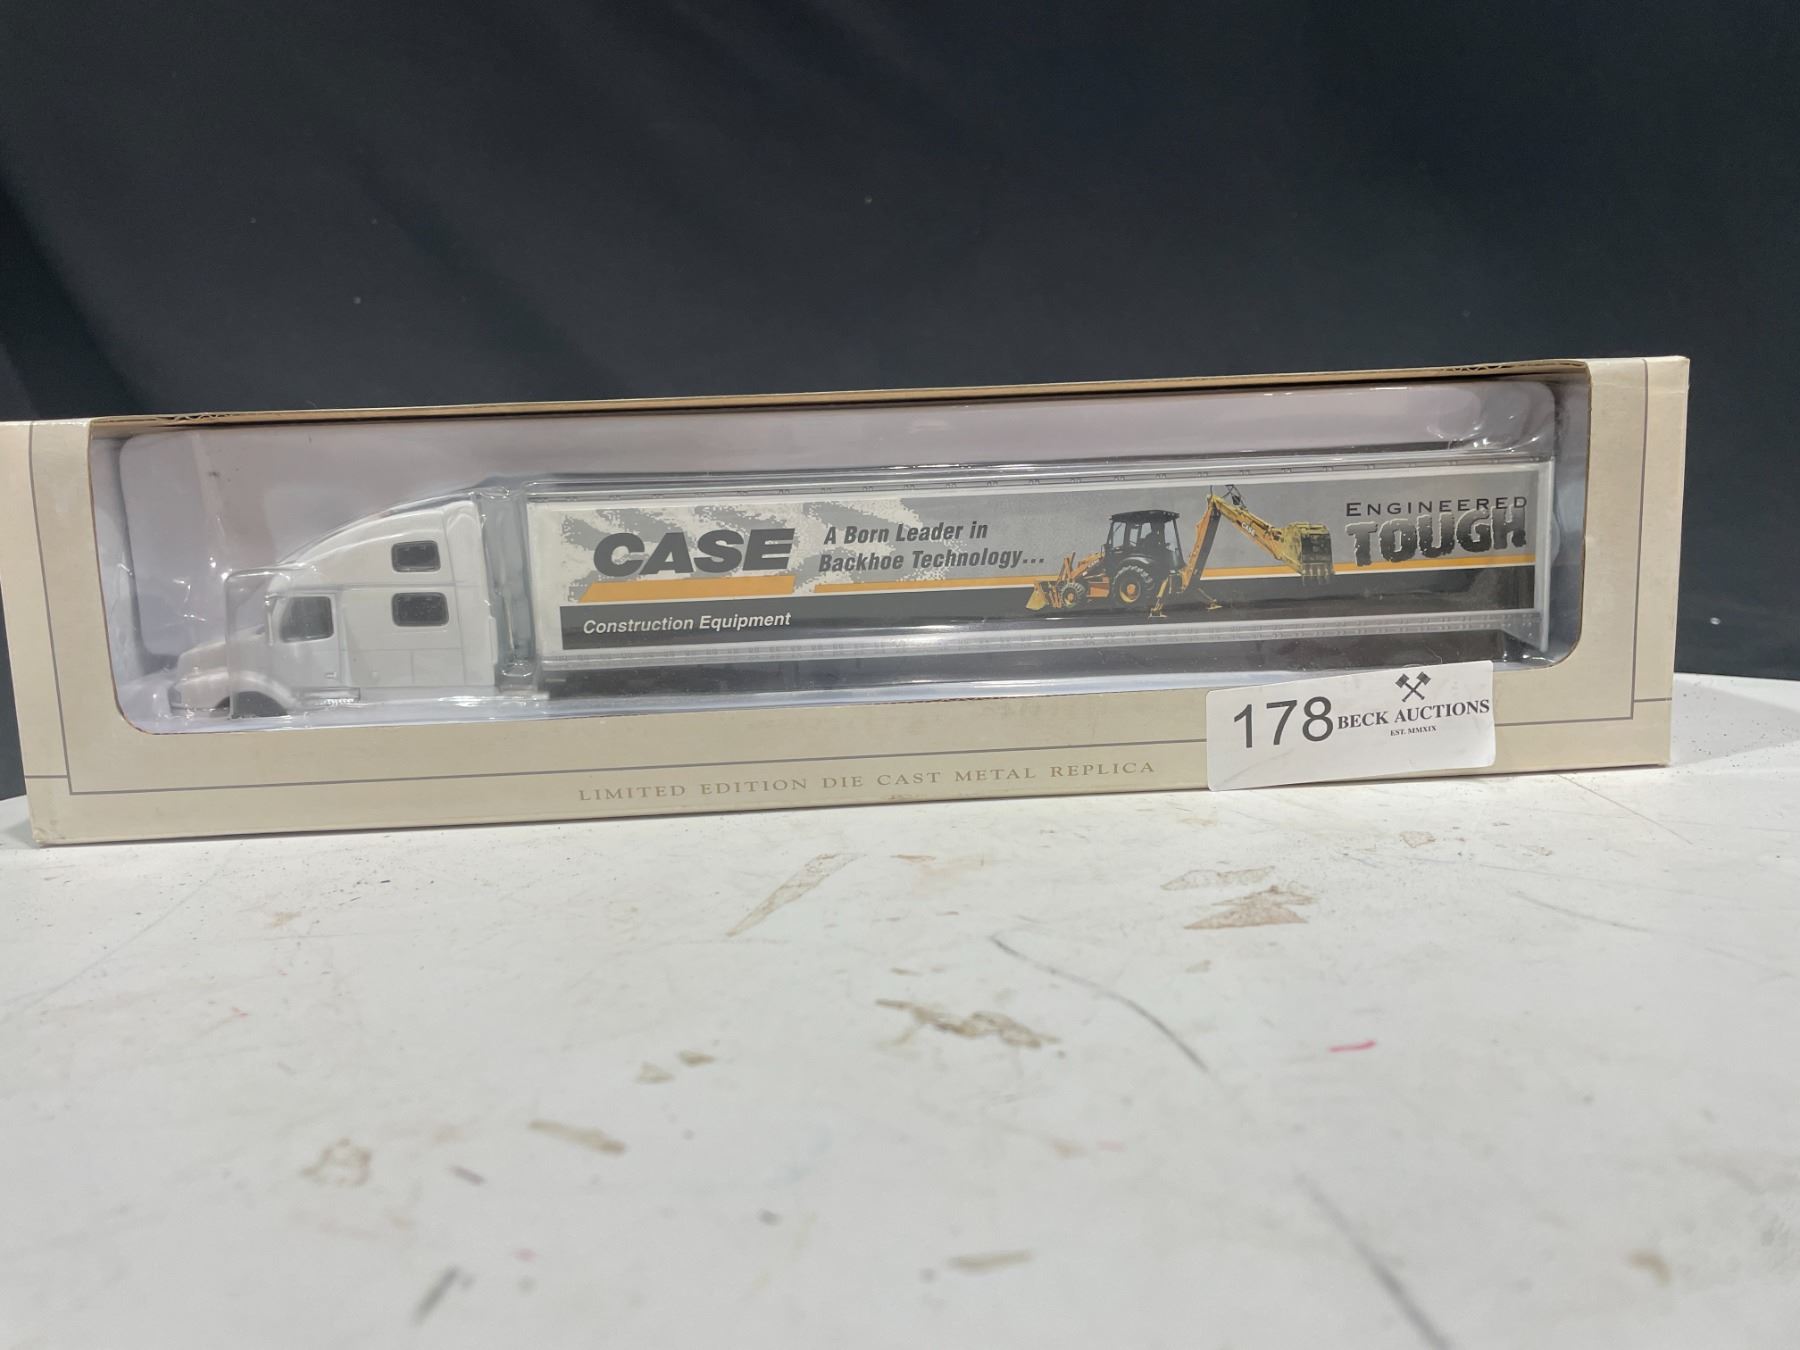 CASE
A Born Leader in
Backhoe Technology...
ENGINEERED
TOUGH
Construction Equipment
CASE
178
BECK AUCTIONS
EST. MMXIX
LIMITED EDITION DIE CAST METAL REPLICA